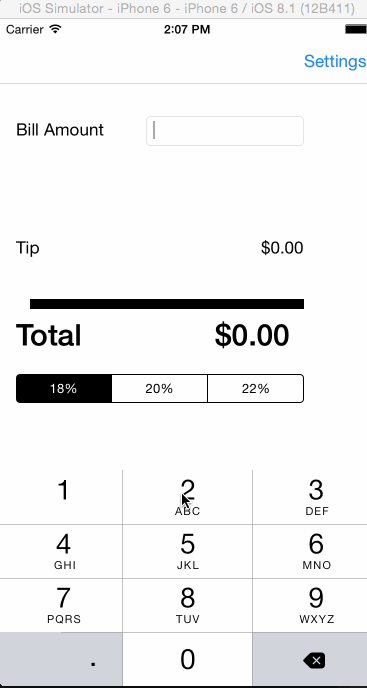 iOS Simulator - iPhone 6 - iPhone 6 / iOS 8.1 (12B411)
Carrier 2:07 PM
Settings
Bill Amount
Tip $0.00
Total $0.00
18% 20% 22%
1 2 3
ABC DEF
4 5 6
GHI JKL MNO
7 8 9
PQRS TUV WXYZ
. 0